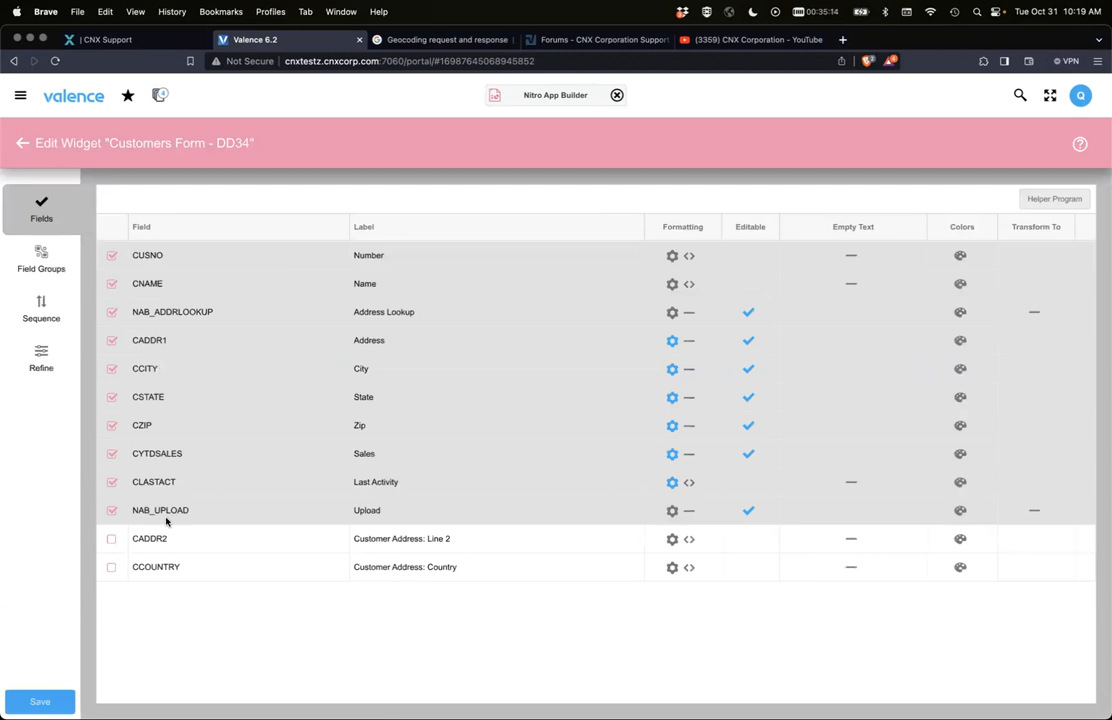 Brave File Edit View History Bookmarks Profiles Tab Window Help 00:35:14 Tue Oct 31 10:19 AM
| CNX Support Valence 6.2 Geocoding request and response Forums - CNX Corporation Support (3359) CNX Corporation - YouTube
Not Secure cnxtestz.cnxcorp.com:7060/portal/#16987645068945852 VPN
valence 4 Nitro App Builder Q
Edit Widget "Customers Form - DD34"
Fields
Field Groups
Sequence
Refine
Save
Helper Program
Field Label Formatting Editable Empty Text Colors Transform To
CUSNO Number
CNAME Name
NAB_ADDRLOOKUP Address Lookup
CADDR1 Address
CCITY City
CSTATE State
CZIP Zip
CYTDSALES Sales
CLASTACT Last Activity
NAB_UPLOAD Upload
CADDR2 Customer Address: Line 2
CCOUNTRY Customer Address: Country